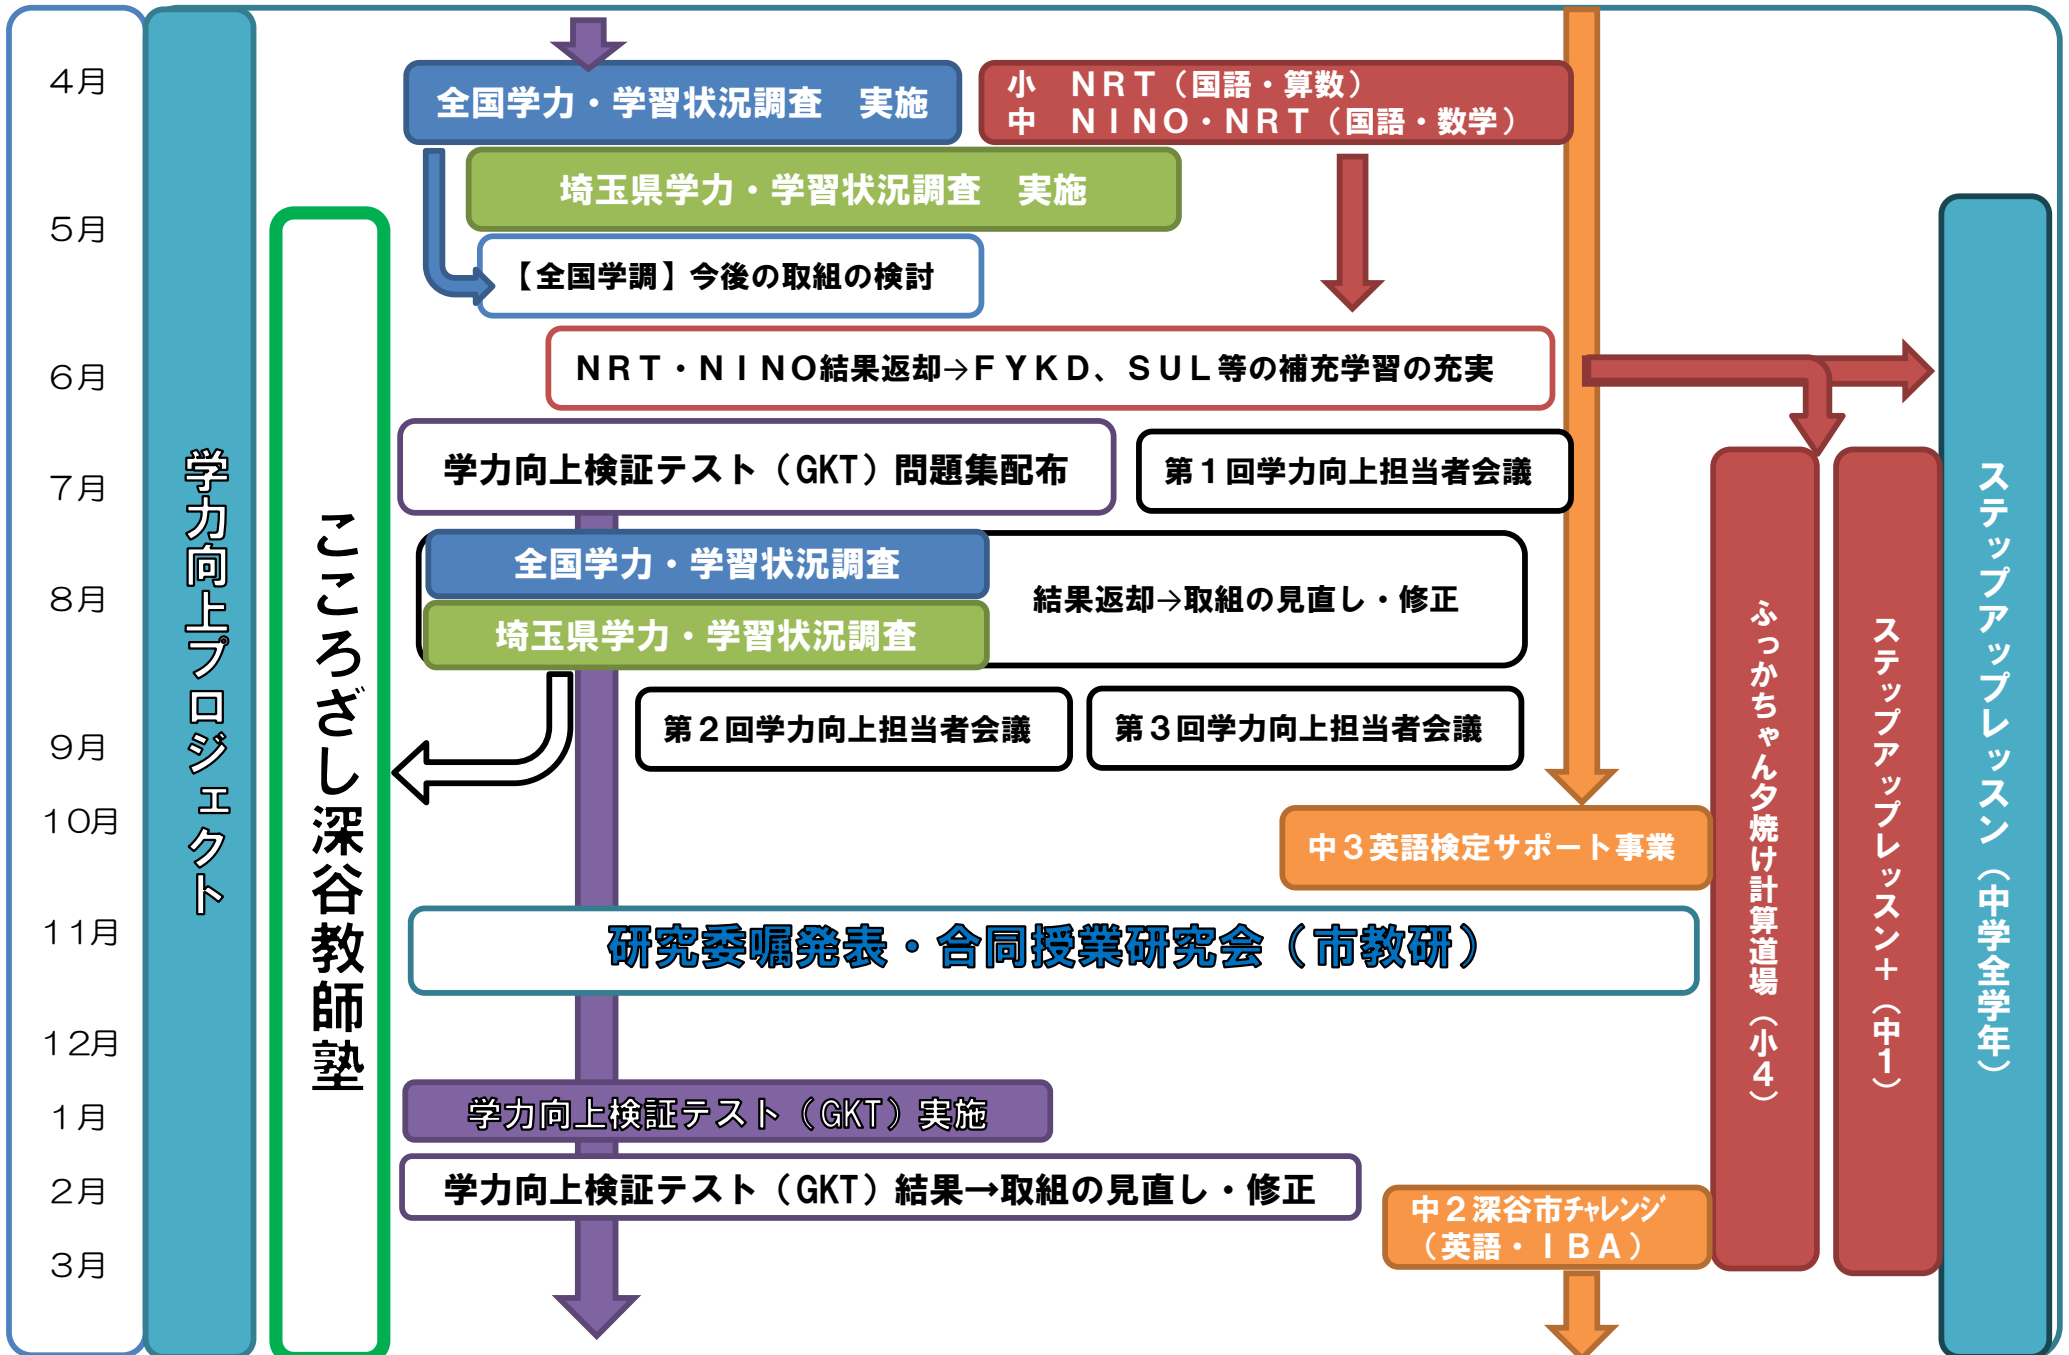 4月
5月
6月
7月
8月
9月
10月
11月
12月
1月
2月
3月
学力向上プロジェクト
こころざし深谷教師塾
全国学力・学習状況調査　実施
小　ＮＲＴ（国語・算数）
中　ＮＩＮＯ・ＮＲＴ（国語・数学）
埼玉県学力・学習状況調査　実施
【全国学調】今後の取組の検討
ＮＲＴ・ＮＩＮＯ結果返却→ＦＹＫＤ、ＳＵＬ等の補充学習の充実
学力向上検証テスト（GKT）問題集配布
第１回学力向上担当者会議
全国学力・学習状況調査
埼玉県学力・学習状況調査
結果返却→取組の見直し・修正
第２回学力向上担当者会議
第３回学力向上担当者会議
中３英語検定サポート事業
研究委嘱発表・合同授業研究会（市教研）
学力向上検証テスト（GKT）実施
学力向上検証テスト（GKT）結果→取組の見直し・修正
中２深谷市ﾁｬﾚﾝｼﾞ
（英語・ＩＢＡ）
ふっかちゃん夕焼け計算道場（小４）
ステップアップレッスン＋（中１）
ステップアップレッスン（中学全学年）